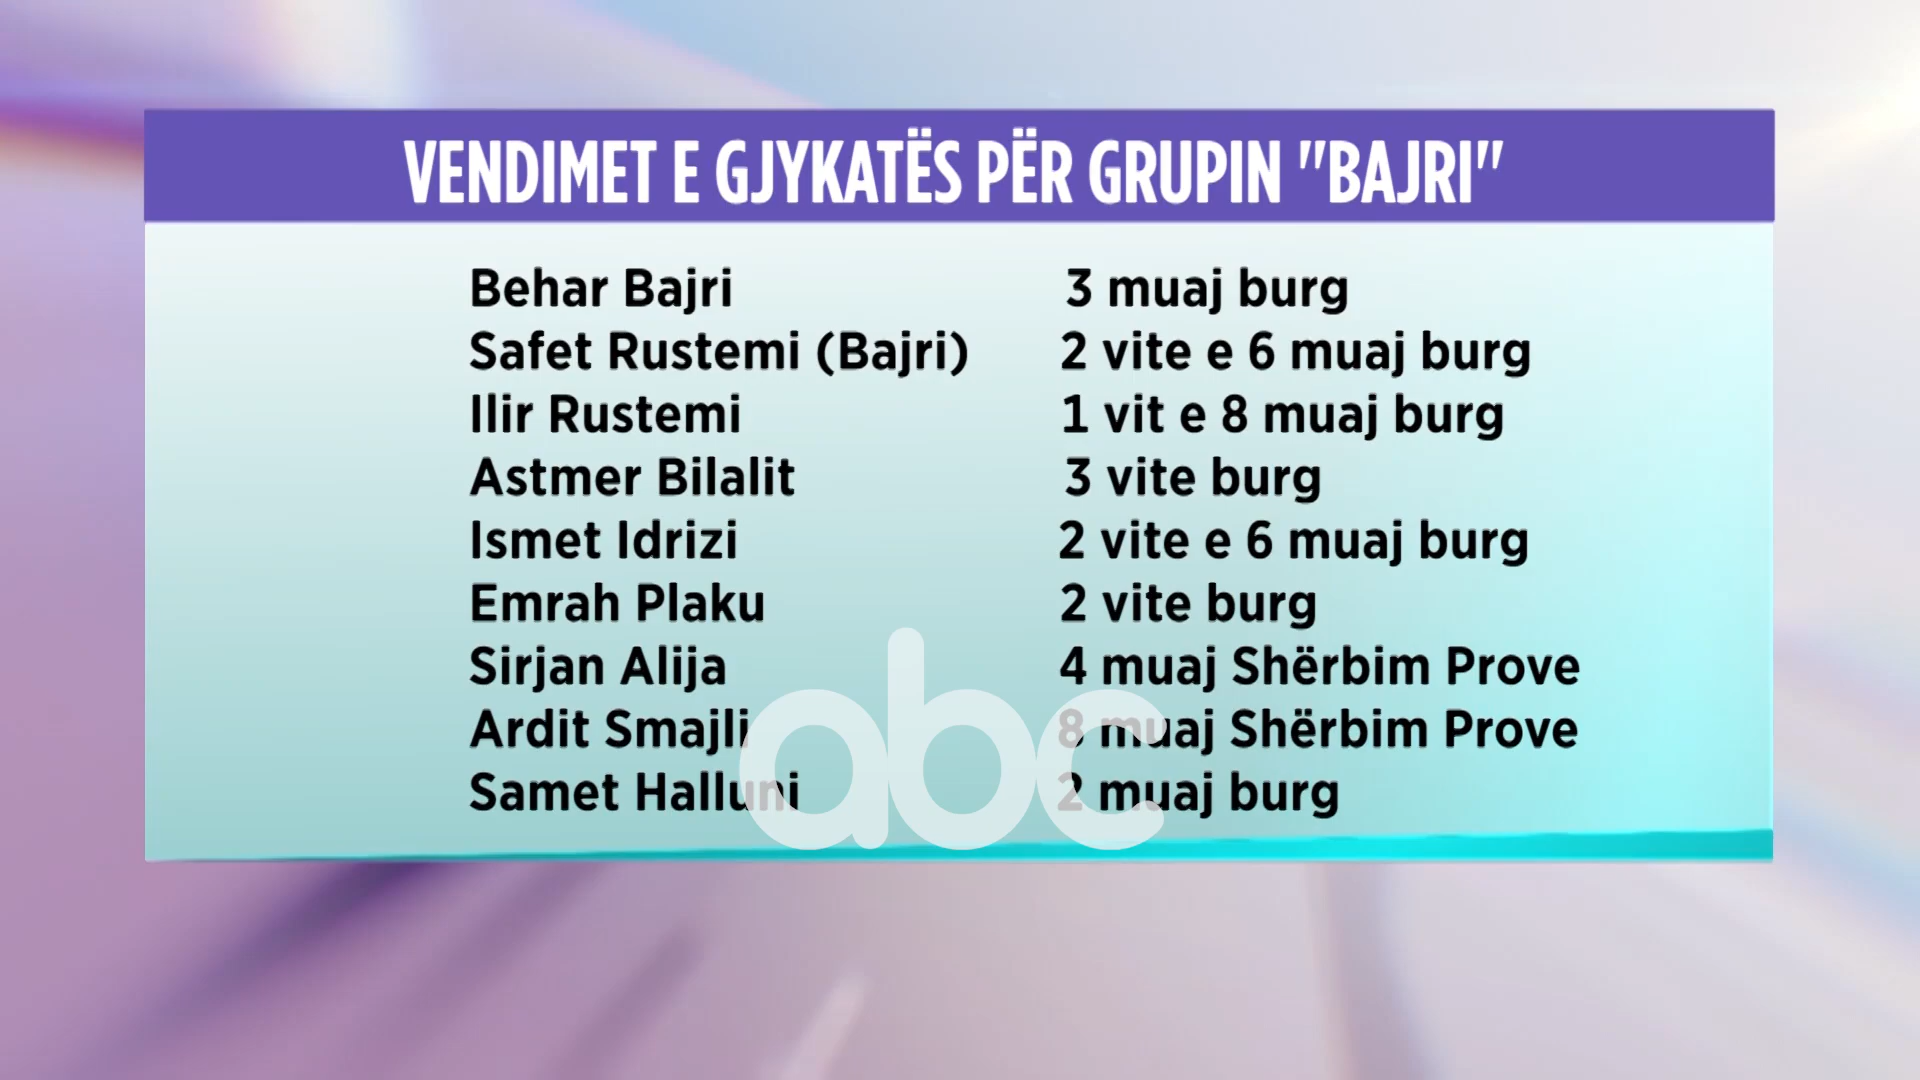 VENDIMET E GJYKATËS PËR GRUPIN "BAJRI"
Behar Bajri 3 muaj burg
Safet Rustemi (Bajri) 2 vite e 6 muaj burg
Ilir Rustemi 1 vit e 8 muaj burg
Astmer Bilalit 3 vite burg
Ismet Idrizi 2 vite e 6 muaj burg
Emrah Plaku 2 vite burg
Sirjan Alija 4 muaj Shërbim Prove
Ardit Smajli 8 muaj Shërbim Prove
Samet Halluni 2 muaj burg
abc